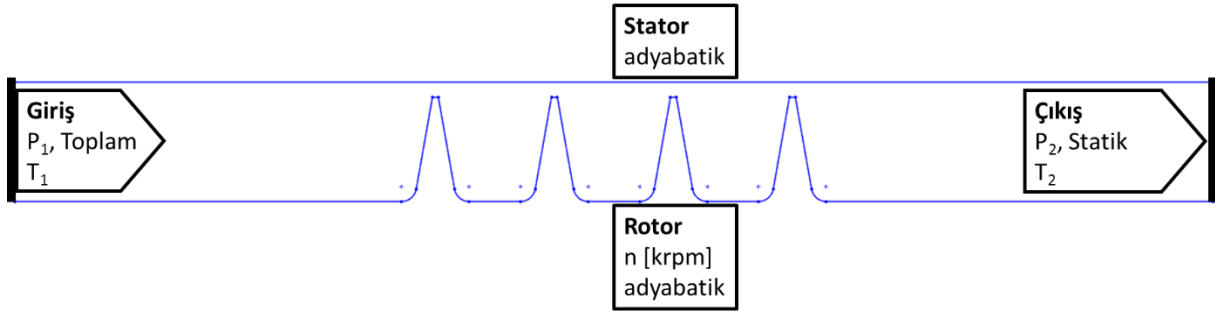 Stator
adyabatik
Giriş
P₁, Toplam
T₁
Çıkış
P₂, Statik
T₂
Rotor
n [krpm]
adyabatik